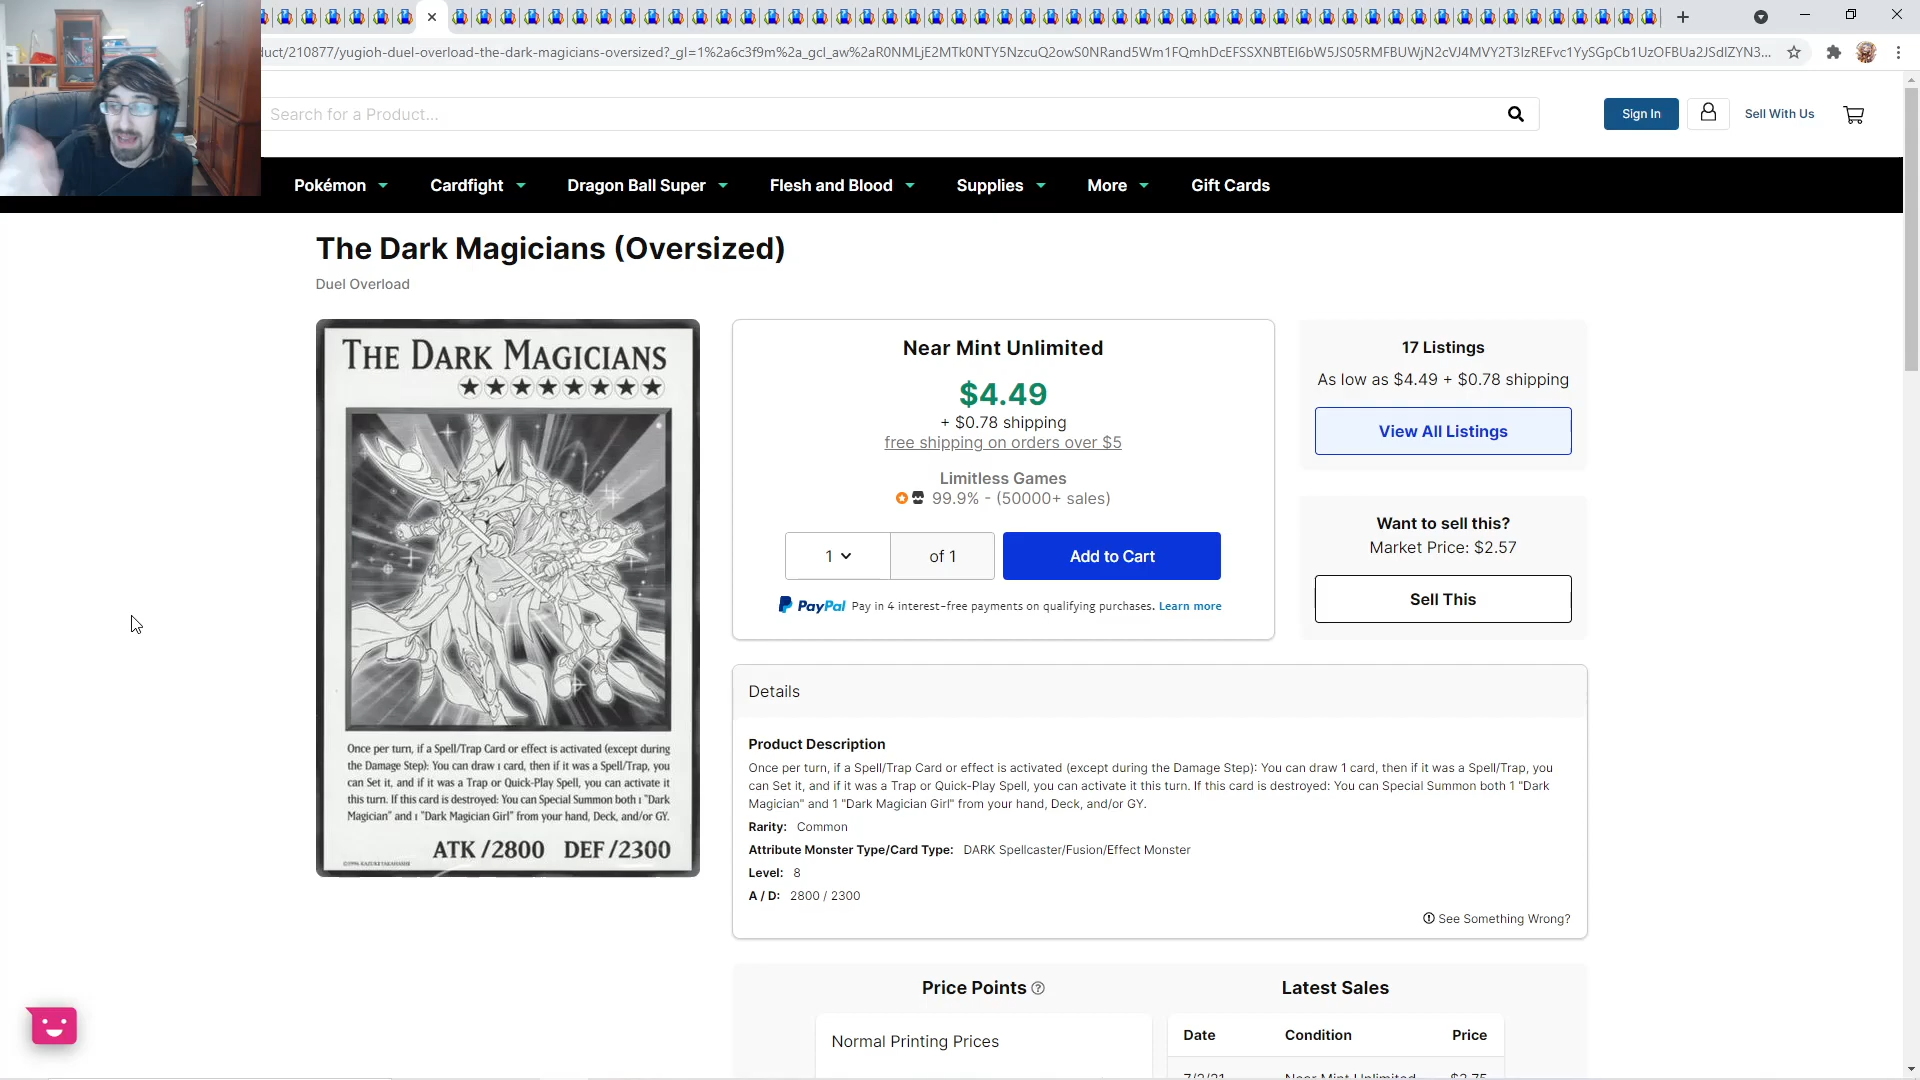 duct/210877/yugioh-duel-overload-the-dark-magicians-oversized?_gl=1%2a6c3f9m%2a_gcl_aw%2aR0NMLjE2MTk0NTY5NzcuQ2owS0NRand5Wm1FQmhDcEFSSXNBTEl6bW5JS05RMFBUWjN2cVJ4MVY2T3IzREFvc1YySGpCb1UzOFBUa2JSdlZYN3...
Search for a Product...
Sign In
Sell With Us
Pokémon
Cardfight
Dragon Ball Super
Flesh and Blood
Supplies
More
Gift Cards
The Dark Magicians (Oversized)
Duel Overload
THE DARK MAGICIANS
Once per turn, if a Spell/Trap Card or effect is activated (except during
the Damage Step): You can draw 1 card, then if it was a Spell/Trap, you
can Set it, and if it was a Trap or Quick-Play Spell, you can activate it
this turn. If this card is destroyed: You can Special Summon both 1 "Dark
Magician" and 1 "Dark Magician Girl" from your hand, Deck, and/or GY.
ATK /2800 DEF /2300
©1996 KAZUKI TAKAHASHI
Near Mint Unlimited
$4.49
+ $0.78 shipping
free shipping on orders over $5
Limitless Games
99.9% - (50000+ sales)
1
of 1
Add to Cart
PayPal Pay in 4 interest-free payments on qualifying purchases. Learn more
17 Listings
As low as $4.49 + $0.78 shipping
View All Listings
Want to sell this?
Market Price: $2.57
Sell This
Details
Product Description
Once per turn, if a Spell/Trap Card or effect is activated (except during the Damage Step): You can draw 1 card, then if it was a Spell/Trap, you
can Set it, and if it was a Trap or Quick-Play Spell, you can activate it this turn. If this card is destroyed: You can Special Summon both 1 "Dark
Magician" and 1 "Dark Magician Girl" from your hand, Deck, and/or GY.
Rarity: Common
Attribute Monster Type/Card Type: DARK Spellcaster/Fusion/Effect Monster
Level: 8
A / D: 2800 / 2300
See Something Wrong?
Price Points
Latest Sales
Normal Printing Prices
Date Condition Price
7/2/21 Near Mint Unlimited $3.75